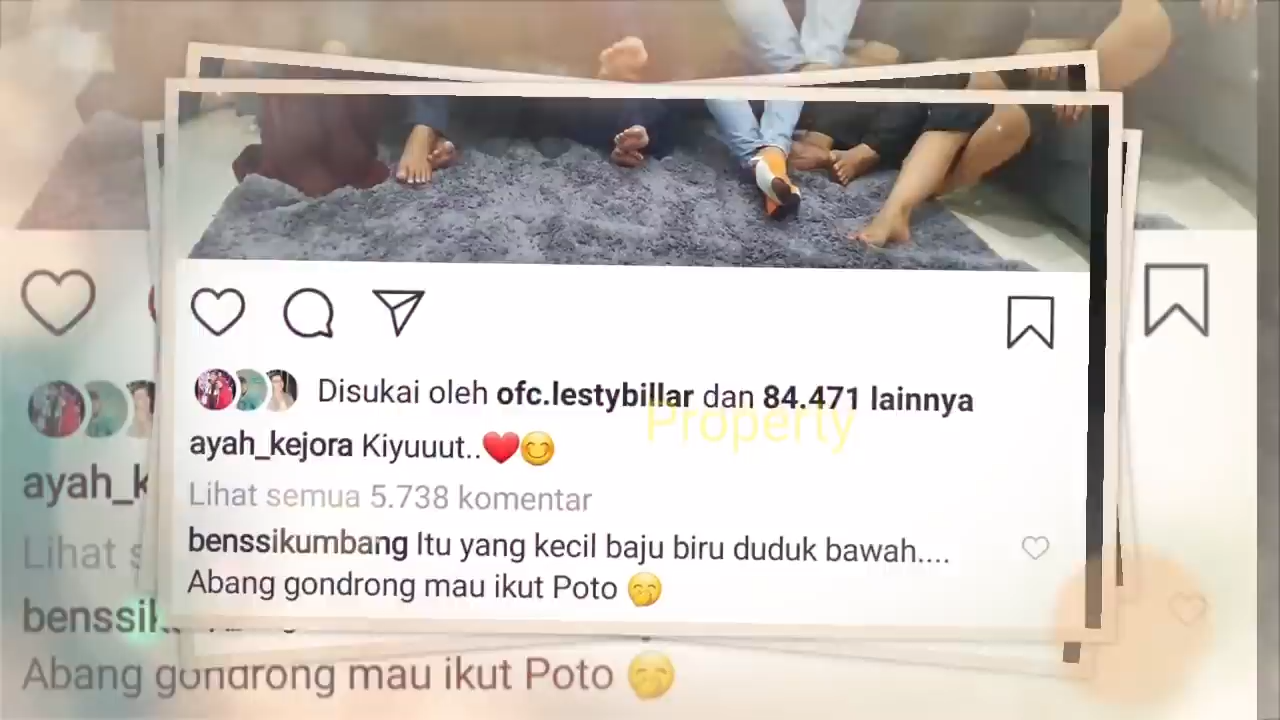 Disukai oleh ofc.lestybillar dan 84.471 lainnya
Property
ayah_kejora Kiyuuut..❤️😊
Lihat semua 5.738 komentar
benssikumbang Itu yang kecil baju biru duduk bawah....
Abang gondrong mau ikut Poto 🤭
ayah_k
Lihat s
benssik
Abang gondrong mau ikut Poto 🤭